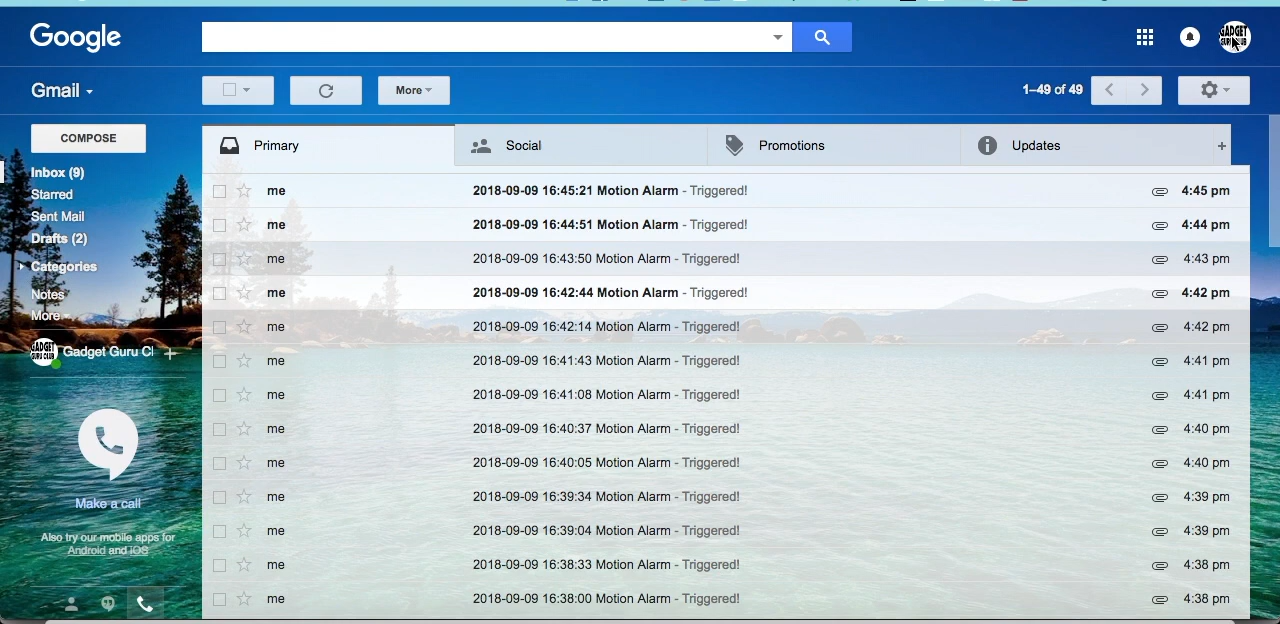 Google
GADGET GURU CLUB
Gmail
More
1–49 of 49
COMPOSE
Primary
Social
Promotions
Updates
+
Inbox (9)
Starred
Sent Mail
Drafts (2)
Categories
Notes
More
GADGET GURU CLUB
Gadget Guru Cl
+
Make a call
Also try our mobile apps for
Android and iOS
me 2018-09-09 16:45:21 Motion Alarm - Triggered! 4:45 pm
me 2018-09-09 16:44:51 Motion Alarm - Triggered! 4:44 pm
me 2018-09-09 16:43:50 Motion Alarm - Triggered! 4:43 pm
me 2018-09-09 16:42:44 Motion Alarm - Triggered! 4:42 pm
me 2018-09-09 16:42:14 Motion Alarm - Triggered! 4:42 pm
me 2018-09-09 16:41:43 Motion Alarm - Triggered! 4:41 pm
me 2018-09-09 16:41:08 Motion Alarm - Triggered! 4:41 pm
me 2018-09-09 16:40:37 Motion Alarm - Triggered! 4:40 pm
me 2018-09-09 16:40:05 Motion Alarm - Triggered! 4:40 pm
me 2018-09-09 16:39:34 Motion Alarm - Triggered! 4:39 pm
me 2018-09-09 16:39:04 Motion Alarm - Triggered! 4:39 pm
me 2018-09-09 16:38:33 Motion Alarm - Triggered! 4:38 pm
me 2018-09-09 16:38:00 Motion Alarm - Triggered! 4:38 pm